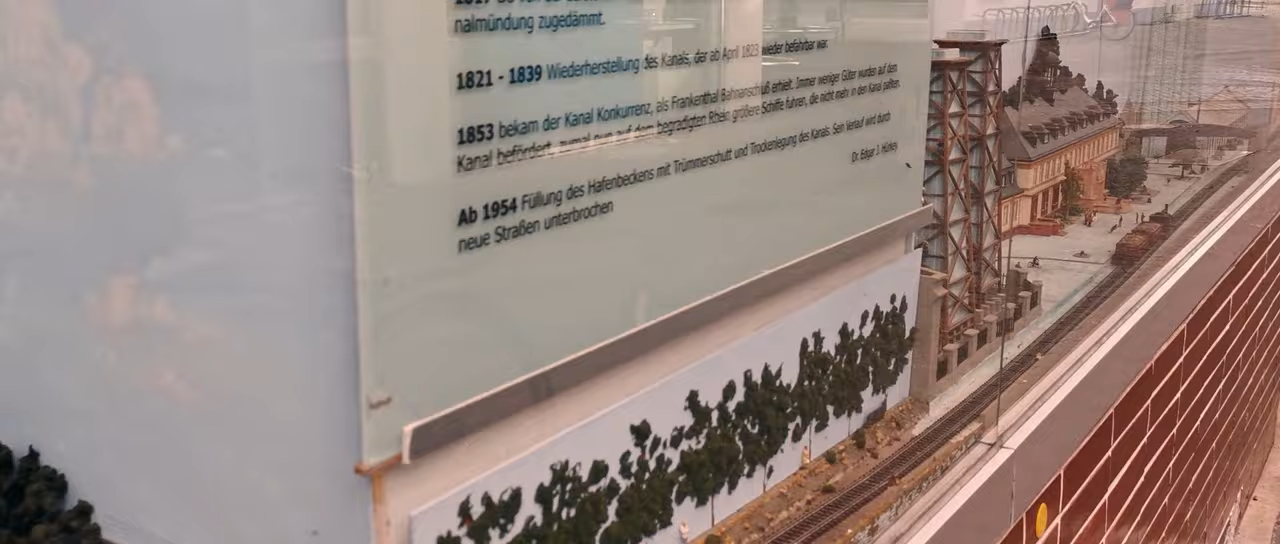 nalmündung zugedämmt.
1821 - 1839 Wiederherstellung des Kanals, der ab April 1823 wieder befahrbar war.
1853 bekam der Kanal Konkurrenz, als Frankenthal Bahnanschluß erhielt. Immer weniger Güter wurden auf dem
Kanal befördert, zumal nun auf dem begradigten Rhein größere Schiffe fuhren, die nicht mehr in den Kanal paßten.
Ab 1954 Füllung des Hafenbeckens mit Trümmerschutt und Trockenlegung des Kanals. Sein Verlauf wird durch
neue Straßen unterbrochen
Dr. Edgar J. Hürkey